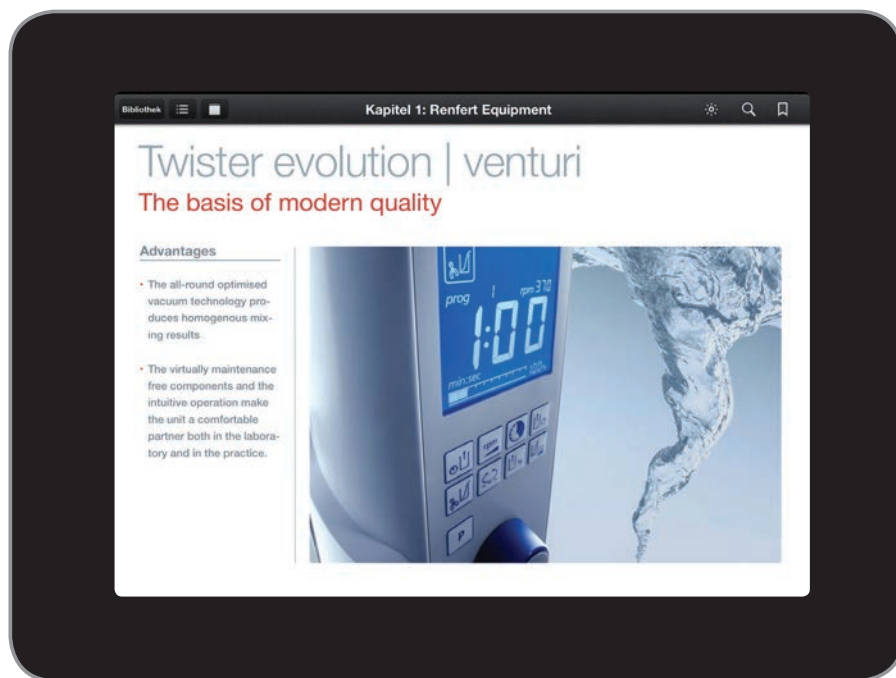 Bibliothek
Kapitel 1: Renfert Equipment
Twister evolution | venturi
The basis of modern quality
Advantages
• The all-round optimised
vacuum technology pro-
duces homogenous mix-
ing results
• The virtually maintenance
free components and the
intuitive operation make
the unit a comfortable
partner both in the labora-
tory and in the practice.
prog 1 rpm 370
1:00
min:sec 100%
rpm
P